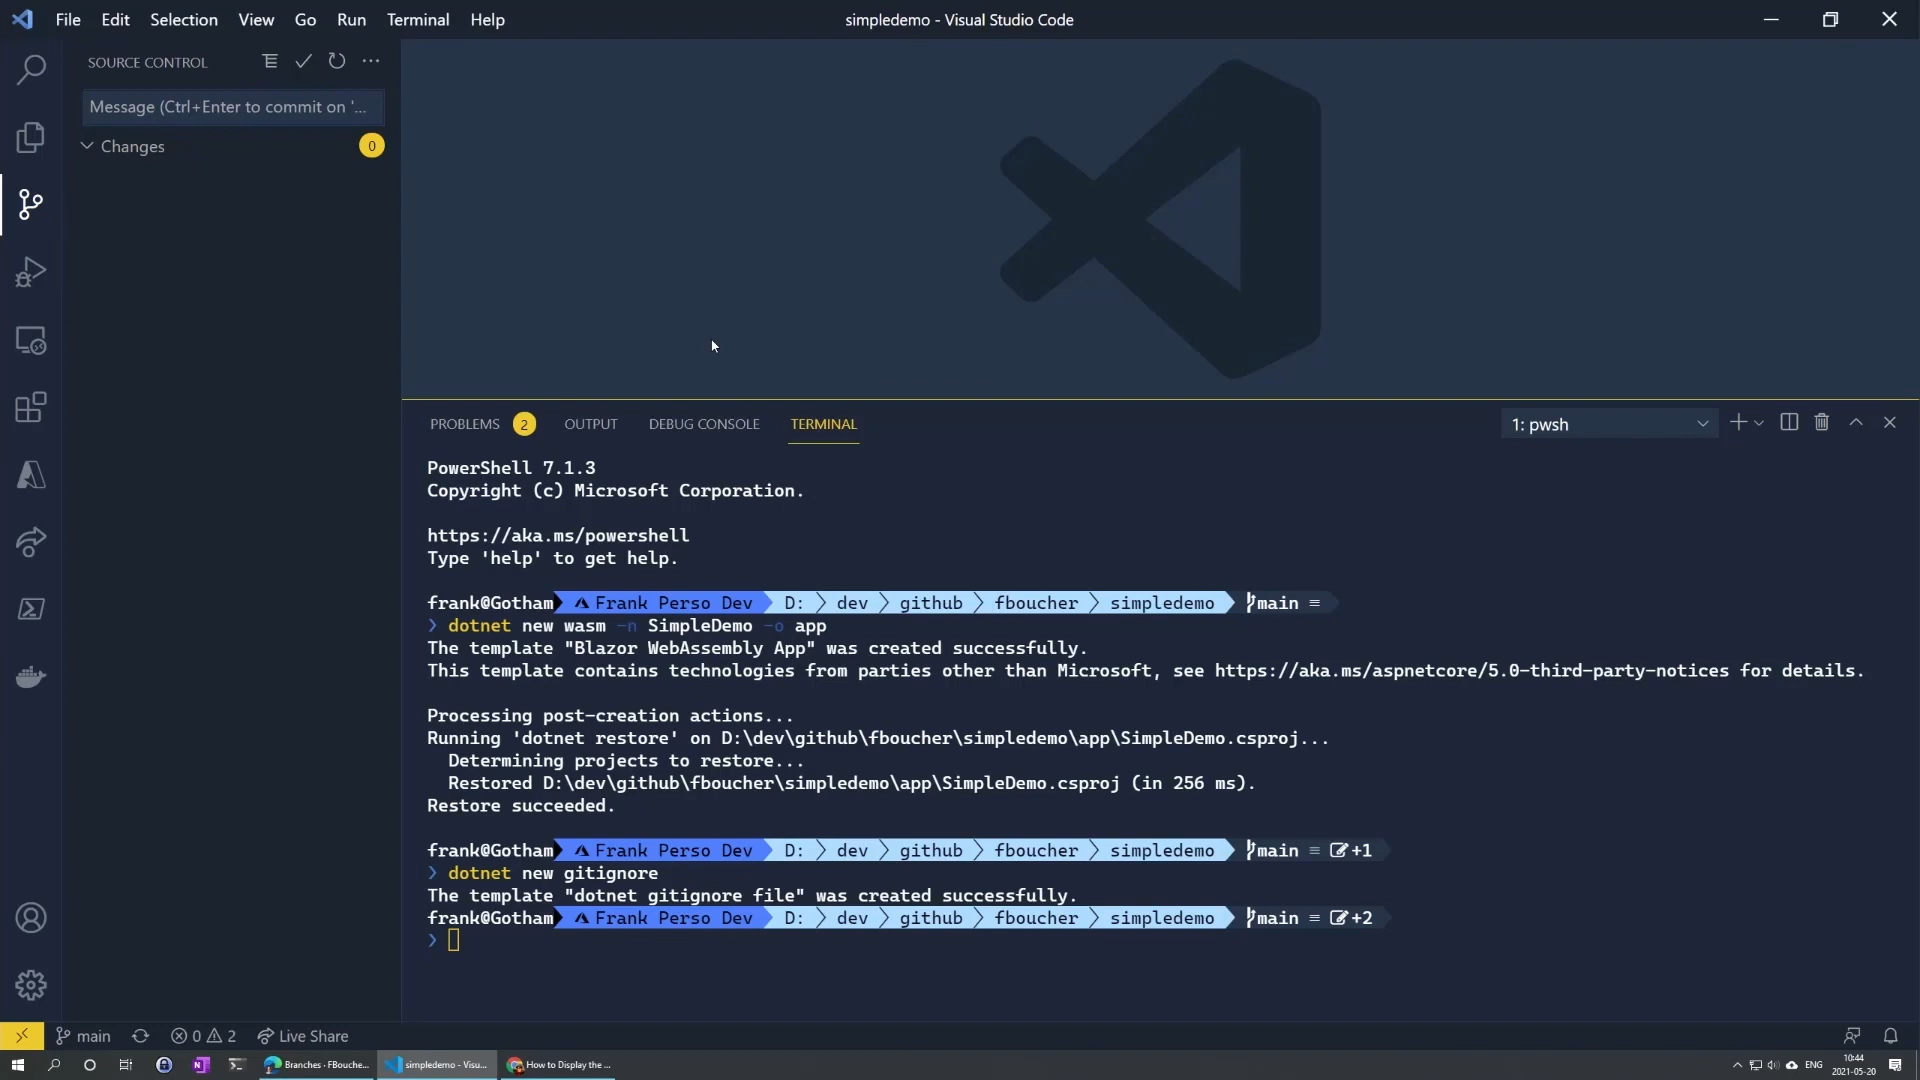 File Edit Selection View Go Run Terminal Help
simpledemo - Visual Studio Code
SOURCE CONTROL
Message (Ctrl+Enter to commit on '...
Changes
0
PROBLEMS 2 OUTPUT DEBUG CONSOLE TERMINAL
1: pwsh
PowerShell 7.1.3
Copyright (c) Microsoft Corporation.
https://aka.ms/powershell
Type 'help' to get help.
frank@Gotham Frank Perso Dev D: dev github fboucher simpledemo main ≡
❯ dotnet new wasm -n SimpleDemo -o app
The template "Blazor WebAssembly App" was created successfully.
This template contains technologies from parties other than Microsoft, see https://aka.ms/aspnetcore/5.0-third-party-notices for details.
Processing post-creation actions...
Running 'dotnet restore' on D:\dev\github\fboucher\simpledemo\app\SimpleDemo.csproj...
Determining projects to restore...
Restored D:\dev\github\fboucher\simpledemo\app\SimpleDemo.csproj (in 256 ms).
Restore succeeded.
frank@Gotham Frank Perso Dev D: dev github fboucher simpledemo main ≡ +1
❯ dotnet new gitignore
The template "dotnet gitignore file" was created successfully.
frank@Gotham Frank Perso Dev D: dev github fboucher simpledemo main ≡ +2
❯
main 0 2 Live Share
Branches · FBouche... simpledemo - Visu... How to Display the ...
ENG
10:44
2021-05-20